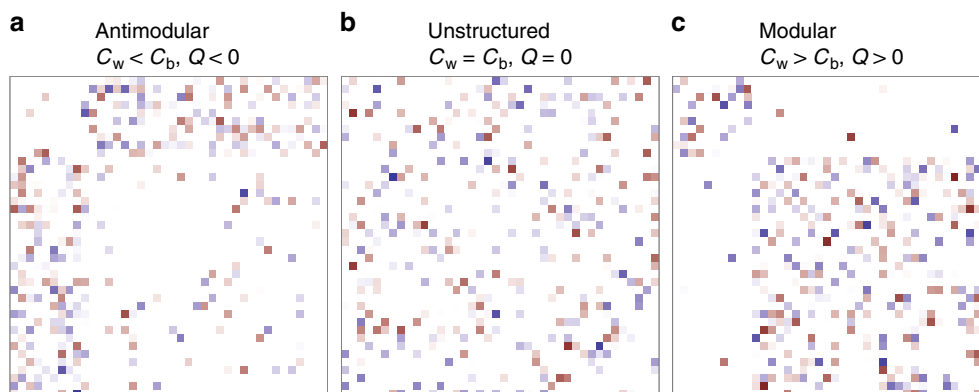 a
Antimodular
Cw < Cb, Q < 0
b
Unstructured
Cw = Cb, Q = 0
c
Modular
Cw > Cb, Q > 0